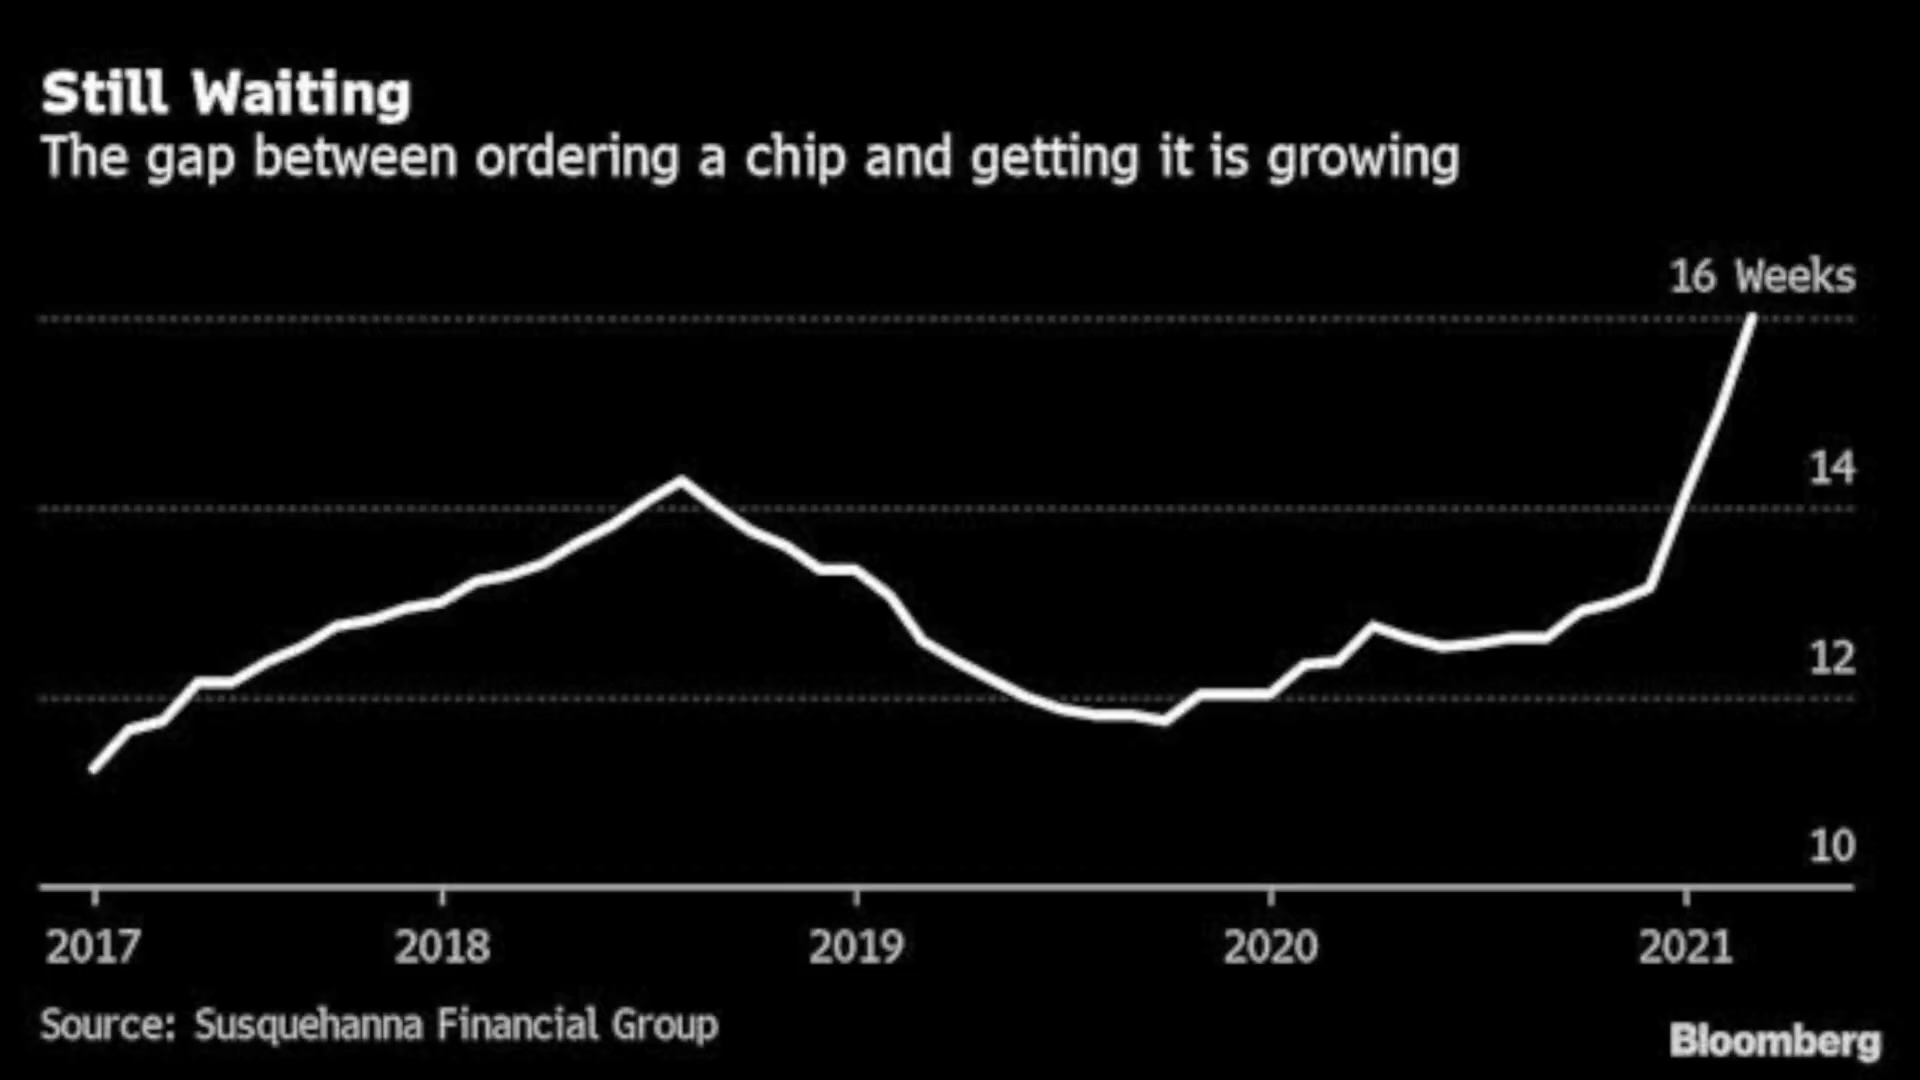 Still Waiting
The gap between ordering a chip and getting it is growing
16 Weeks
14
12
10
2017 2018 2019 2020 2021
Source: Susquehanna Financial Group
Bloomberg